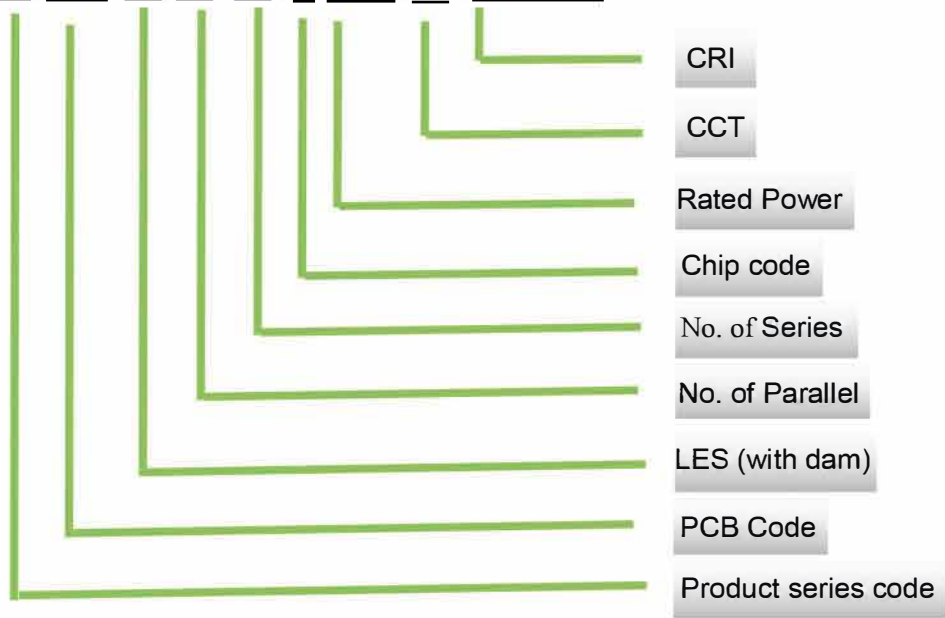 CRI
CCT
Rated Power
Chip code
No. of Series
No. of Parallel
LES (with dam)
PCB Code
Product series code